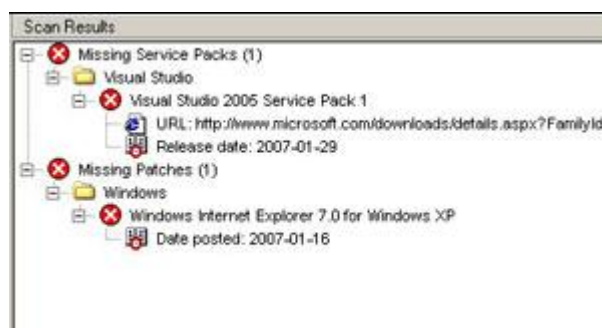 Scan Results
Missing Service Packs (1)
Visual Studio
Visual Studio 2005 Service Pack 1
URL: http://www.microsoft.com/downloads/details.aspx?FamilyId
Release date: 2007-01-29
Missing Patches (1)
Windows
Windows Internet Explorer 7.0 for Windows XP
Date posted: 2007-01-16